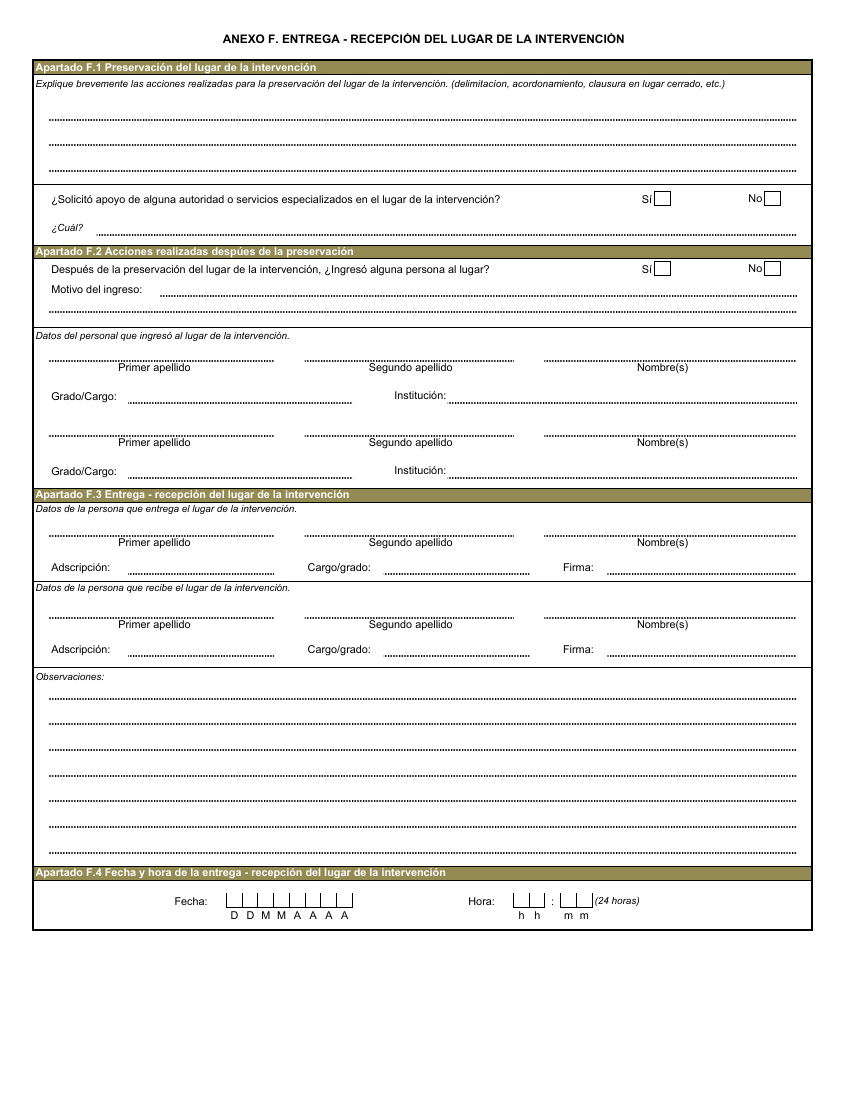 ANEXO F. ENTREGA - RECEPCIÓN DEL LUGAR DE LA INTERVENCIÓN
Apartado F.1 Preservación del lugar de la intervención
Explique brevemente las acciones realizadas para la preservación del lugar de la intervención. (delimitacion, acordonamiento, clausura en lugar cerrado, etc.)
¿Solicitó apoyo de alguna autoridad o servicios especializados en el lugar de la intervención? Sí No
¿Cuál?
Apartado F.2 Acciones realizadas despúes de la preservación
Después de la preservación del lugar de la intervención, ¿Ingresó alguna persona al lugar? Sí No
Motivo del ingreso:
Datos del personal que ingresó al lugar de la intervención.
Primer apellido Segundo apellido Nombre(s)
Grado/Cargo: Institución:
Primer apellido Segundo apellido Nombre(s)
Grado/Cargo: Institución:
Apartado F.3 Entrega - recepción del lugar de la intervención
Datos de la persona que entrega el lugar de la intervención.
Primer apellido Segundo apellido Nombre(s)
Adscripción: Cargo/grado: Firma:
Datos de la persona que recibe el lugar de la intervención.
Primer apellido Segundo apellido Nombre(s)
Adscripción: Cargo/grado: Firma:
Observaciones:
Apartado F.4 Fecha y hora de la entrega - recepción del lugar de la intervención
Fecha: Hora: : (24 horas)
D D M M A A A A h h m m